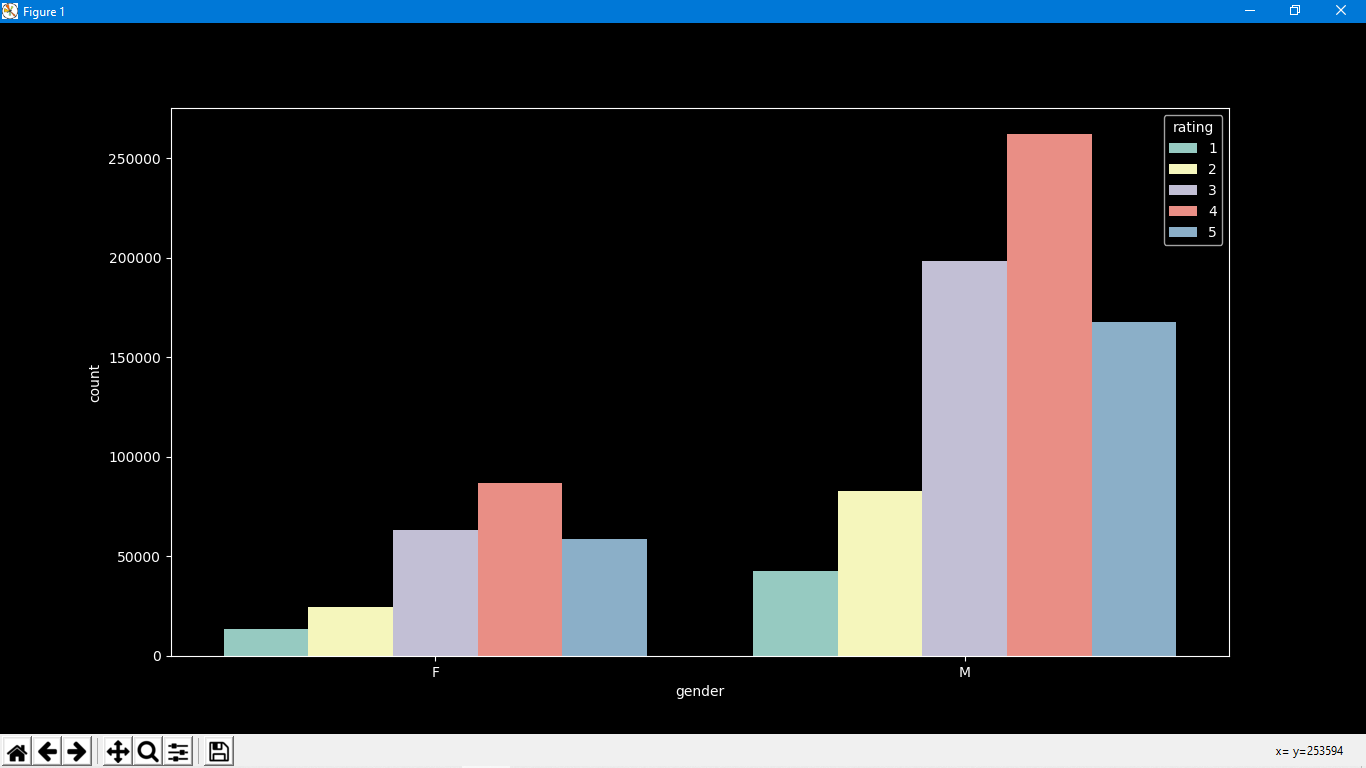 Figure 1
rating
1
2
3
4
5
250000
200000
150000
100000
50000
0
count
F
M
gender
x= y=253594